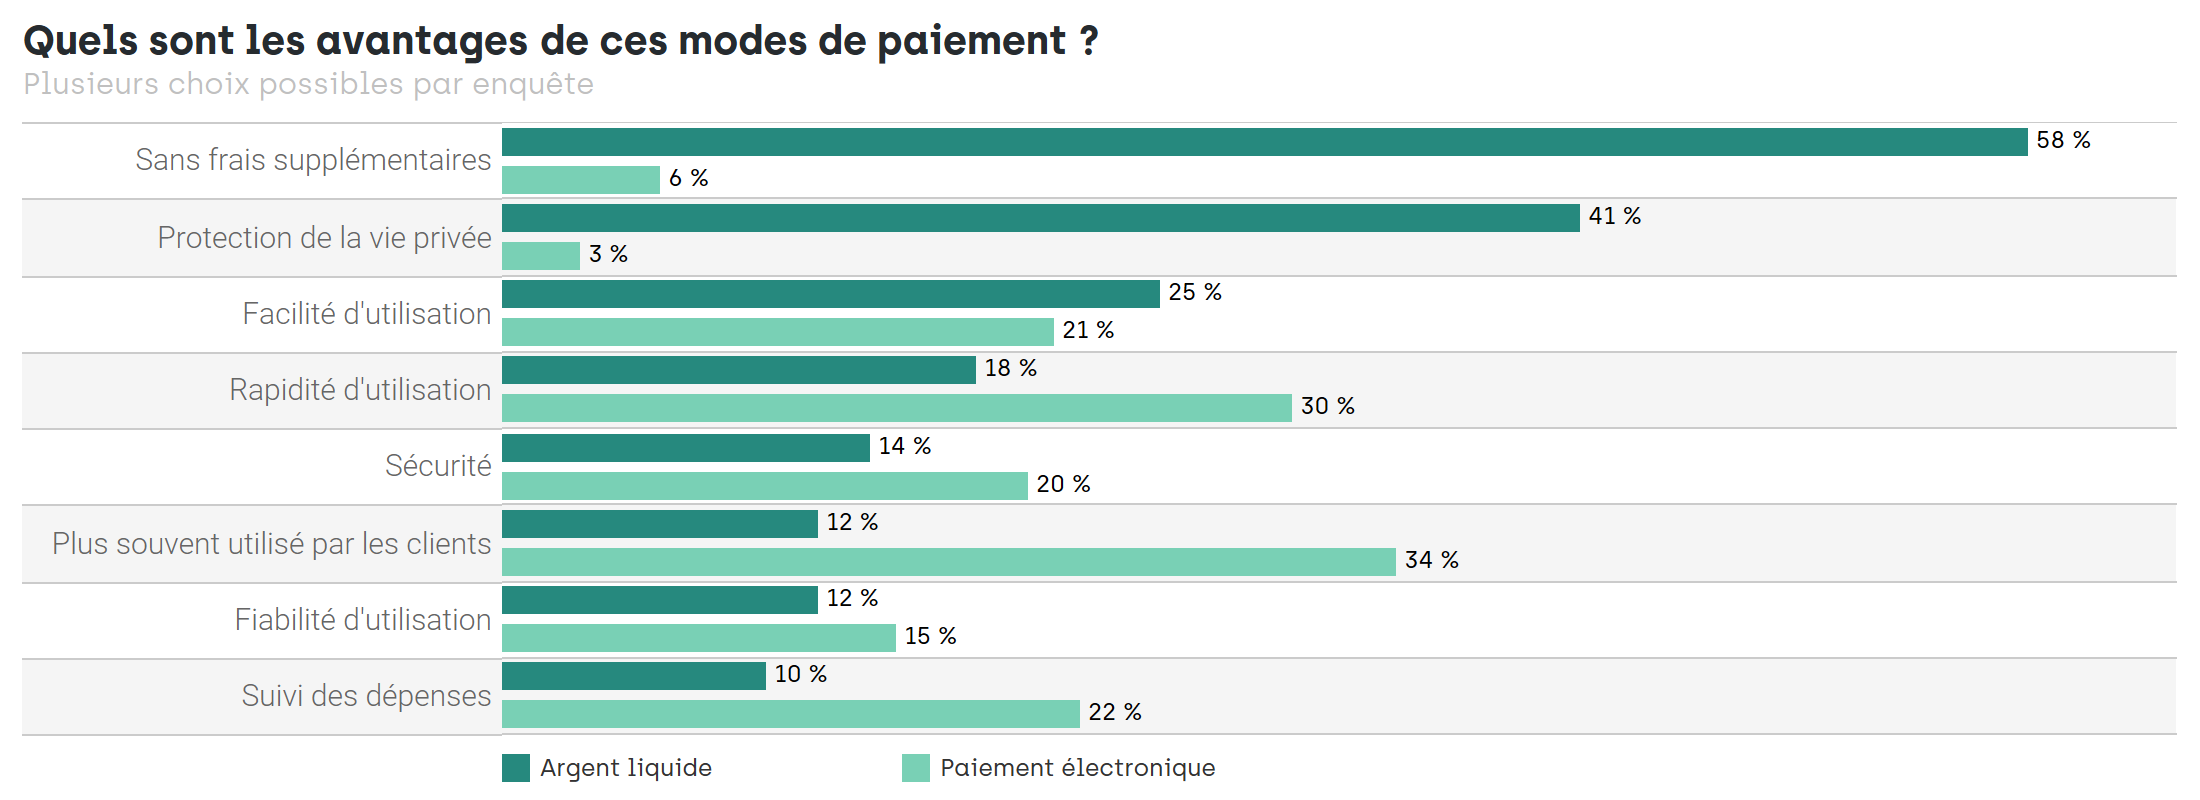 Quels sont les avantages de ces modes de paiement ?
Plusieurs choix possibles par enquête
Sans frais supplémentaires
58 %
6 %
Protection de la vie privée
41 %
3 %
Facilité d'utilisation
25 %
21 %
Rapidité d'utilisation
18 %
30 %
Sécurité
14 %
20 %
Plus souvent utilisé par les clients
12 %
34 %
Fiabilité d'utilisation
12 %
15 %
Suivi des dépenses
10 %
22 %
Argent liquide
Paiement électronique